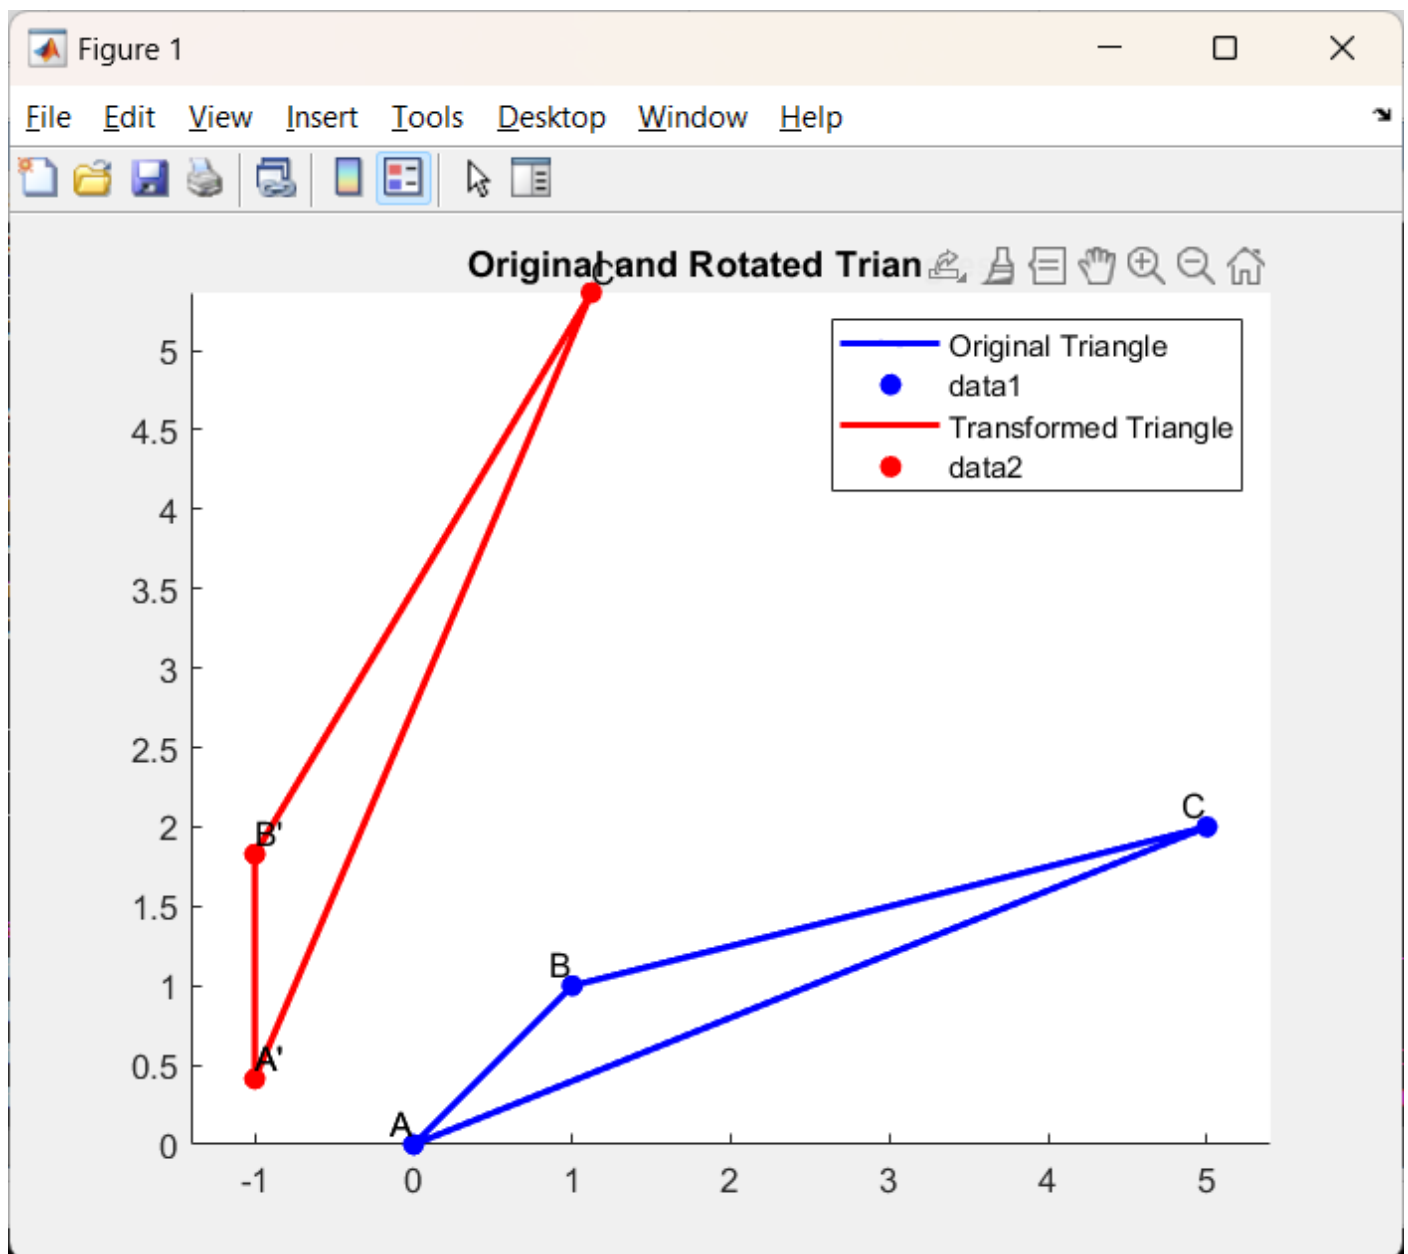 Figure 1
File Edit View Insert Tools Desktop Window Help
Original and Rotated Trian
C'
Original Triangle
data1
Transformed Triangle
data2
5
4.5
4
3.5
3
2.5
2
1.5
1
0.5
0
C
B'
B
A'
A
-1 0 1 2 3 4 5